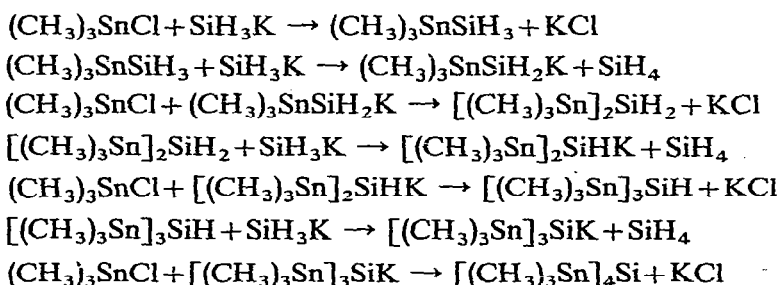 (CH₃)₃SnCl + SiH₃K → (CH₃)₃SnSiH₃ + KCl
(CH₃)₃SnSiH₃ + SiH₃K → (CH₃)₃SnSiH₂K + SiH₄
(CH₃)₃SnCl + (CH₃)₃SnSiH₂K → [(CH₃)₃Sn]₂SiH₂ + KCl
[(CH₃)₃Sn]₂SiH₂ + SiH₃K → [(CH₃)₃Sn]₂SiHK + SiH₄
(CH₃)₃SnCl + [(CH₃)₃Sn]₂SiHK → [(CH₃)₃Sn]₃SiH + KCl
[(CH₃)₃Sn]₃SiH + SiH₃K → [(CH₃)₃Sn]₃SiK + SiH₄
(CH₃)₃SnCl + [(CH₃)₃Sn]₃SiK → [(CH₃)₃Sn]₄Si + KCl